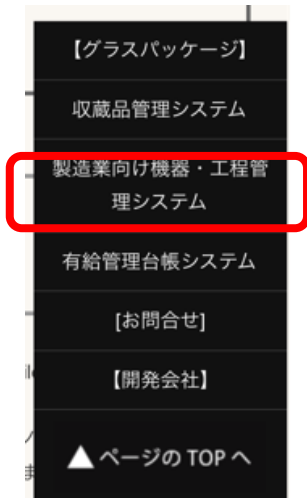 【グラスパッケージ】
収蔵品管理システム
製造業向け機器・工程管
理システム
有給管理台帳システム
[お問合せ]
【開発会社】
▲ ページの TOP へ